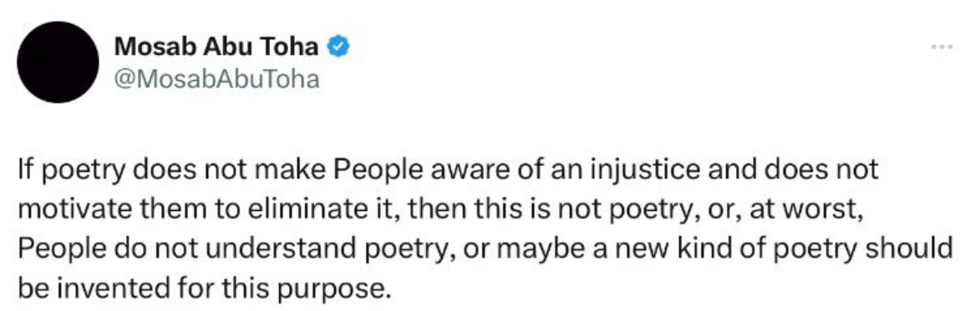 Mosab Abu Toha
@MosabAbuToha
If poetry does not make People aware of an injustice and does not
motivate them to eliminate it, then this is not poetry, or, at worst,
People do not understand poetry, or maybe a new kind of poetry should
be invented for this purpose.